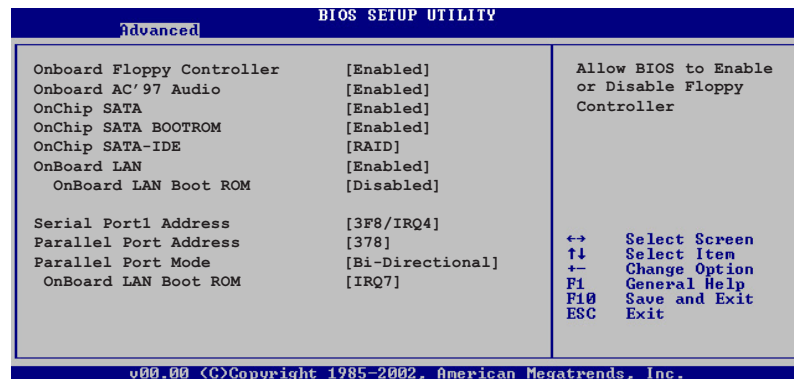 BIOS SETUP UTILITY
Advanced
Onboard Floppy Controller [Enabled]
Onboard AC'97 Audio [Enabled]
OnChip SATA [Enabled]
OnChip SATA BOOTROM [Enabled]
OnChip SATA-IDE [RAID]
OnBoard LAN [Enabled]
OnBoard LAN Boot ROM [Disabled]
Serial Port1 Address [3F8/IRQ4]
Parallel Port Address [378]
Parallel Port Mode [Bi-Directional]
OnBoard LAN Boot ROM [IRQ7]
Allow BIOS to Enable
or Disable Floppy
Controller
←→ Select Screen
↑↓ Select Item
+- Change Option
F1 General Help
F10 Save and Exit
ESC Exit
v00.00 (C)Copyright 1985-2002, American Megatrends, Inc.